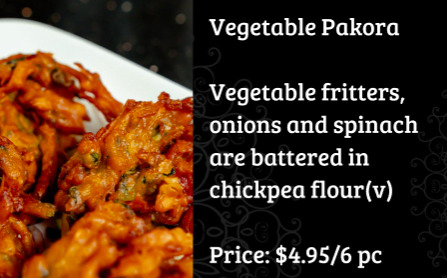 Vegetable Pakora
Vegetable fritters,
onions and spinach
are battered in
chickpea flour(v)
Price: $4.95/6 pc